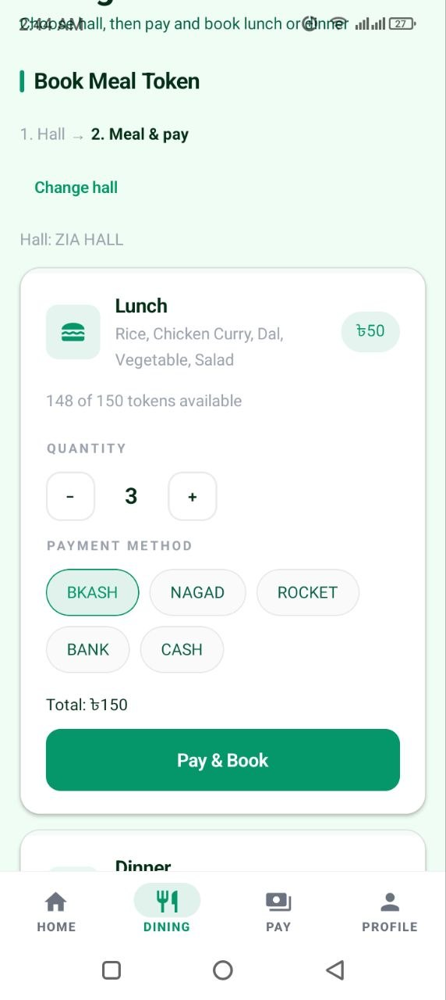 2:44 AM 27
Choose hall, then pay and book lunch or dinner
Book Meal Token
1. Hall → 2. Meal & pay
Change hall
Hall: ZIA HALL
Lunch
Rice, Chicken Curry, Dal,
Vegetable, Salad
৳50
148 of 150 tokens available
QUANTITY
- 3 +
PAYMENT METHOD
BKASH NAGAD ROCKET
BANK CASH
Total: ৳150
Pay & Book
Dinner
HOME DINING PAY PROFILE